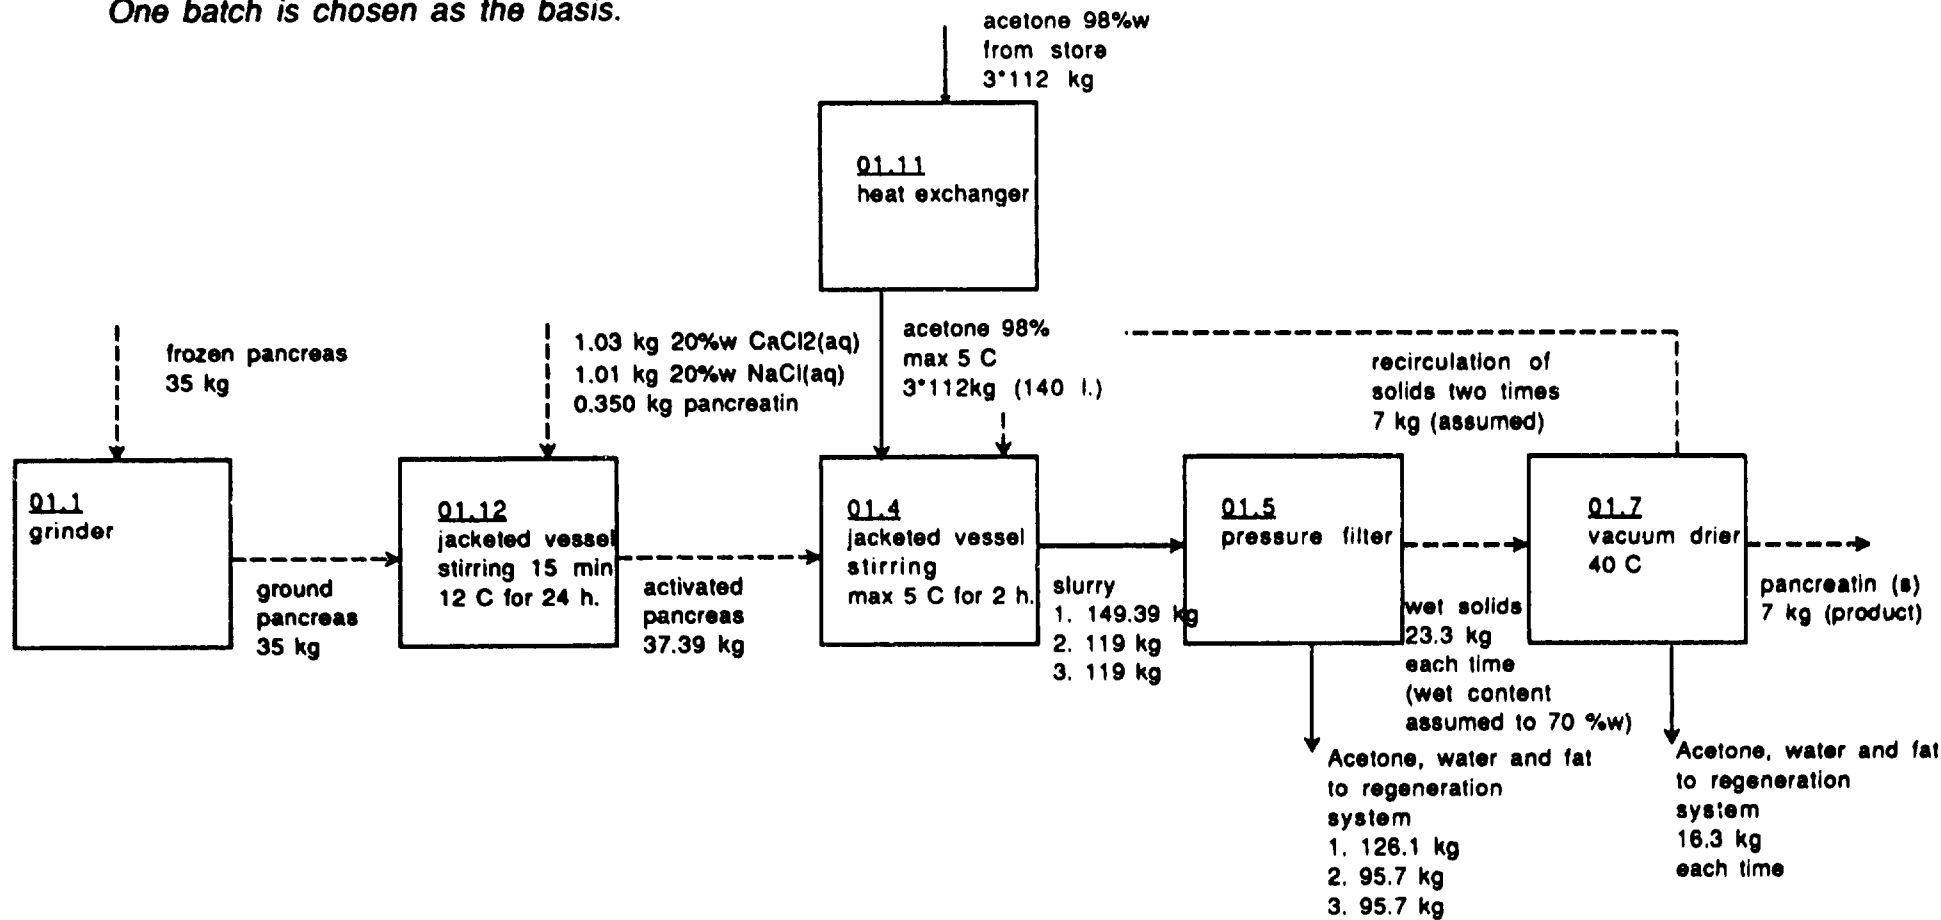 One batch is chosen as the basis.
acetone 98%w
from store
3*112 kg
01.11
heat exchanger
frozen pancreas
35 kg
1.03 kg 20%w CaCl2(aq)
1.01 kg 20%w NaCl(aq)
0.350 kg pancreatin
acetone 98%
max 5 C
3*112kg (140 l.)
recirculation of
solids two times
7 kg (assumed)
01.1
grinder
ground
pancreas
35 kg
01.12
jacketed vessel
stirring 15 min
12 C for 24 h.
activated
pancreas
37.39 kg
01.4
jacketed vessel
stirring
max 5 C for 2 h.
slurry
1. 149.39 kg
2. 119 kg
3. 119 kg
01.5
pressure filter
wet solids
23.3 kg
each time
(wet content
assumed to 70 %w)
01.7
vacuum drier
40 C
pancreatin (s)
7 kg (product)
Acetone, water and fat
to regeneration
system
1. 126.1 kg
2. 95.7 kg
3. 95.7 kg
Acetone, water and fat
to regeneration
system
16.3 kg
each time